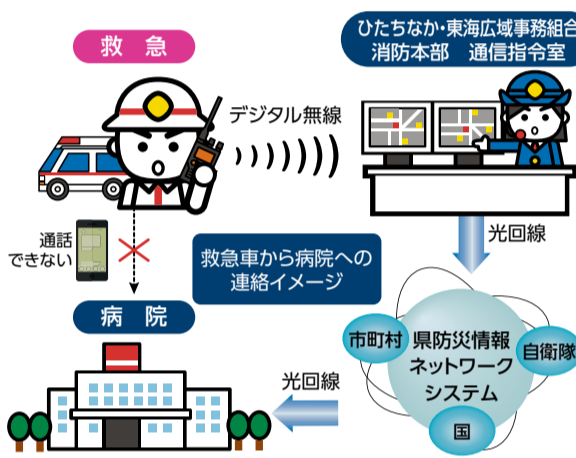 救急
ひたちなか・東海広域事務組合
消防本部 通信指令室
デジタル無線
通話
できない
救急車から病院への
連絡イメージ
光回線
病院
市町村
県防災情報
ネットワーク
システム
自衛隊
国
光回線